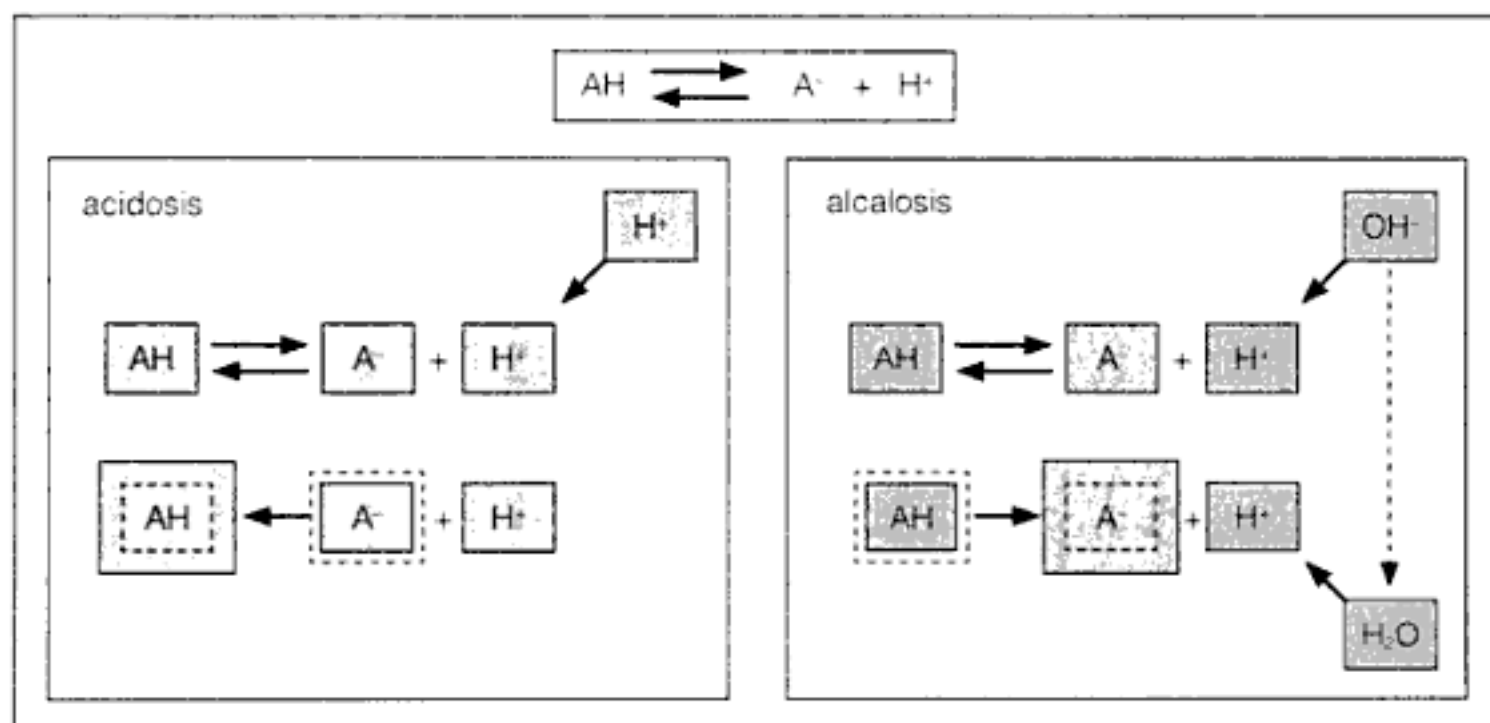 AH ⇄ A⁻ + H⁺
acidosis
H⁺
AH ⇄ A⁻ + H⁺
AH ← A⁻ + H⁺
alcalosis
OH⁻
AH ⇄ A + H⁺
AH → A⁻ + H⁺
H₂O